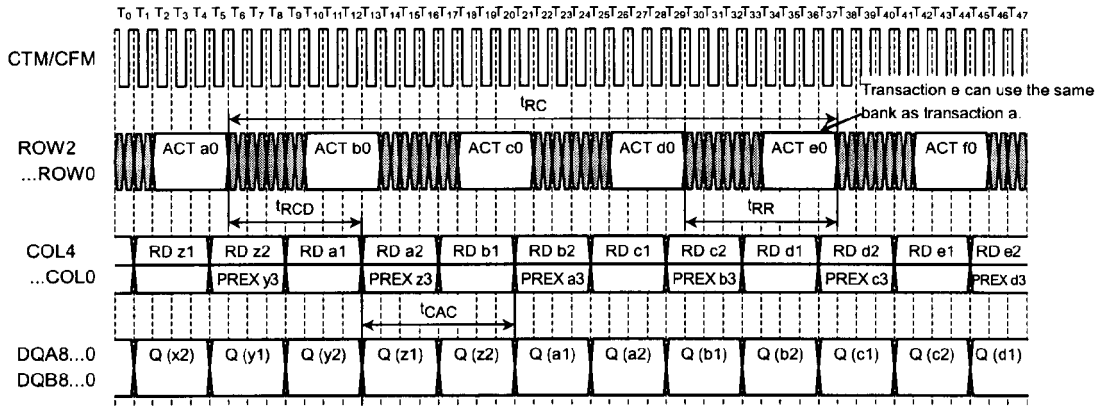 T0 T1 T2 T3 T4 T5 T6 T7 T8 T9 T10 T11 T12 T13 T14 T15 T16 T17 T18 T19 T20 T21 T22 T23 T24 T25 T26 T27 T28 T29 T30 T31 T32 T33 T34 T35 T36 T37 T38 T39 T40 T41 T42 T43 T44 T45 T46 T47
CTM/CFM
Transaction e can use the same
bank as transaction a.
tRC
ROW2
...ROW0
ACT a0 ACT b0 ACT c0 ACT d0 ACT e0 ACT f0
tRCD tRR
COL4
...COL0
RD z1 RD z2 RD a1 RD a2 RD b1 RD b2 RD c1 RD c2 RD d1 RD d2 RD e1 RD e2
PREX y3 PREX z3 PREX a3 PREX b3 PREX c3 PREX d3
tCAC
DQA8...0
DQB8...0
Q (x2) Q (y1) Q (y2) Q (z1) Q (z2) Q (a1) Q (a2) Q (b1) Q (b2) Q (c1) Q (c2) Q (d1)